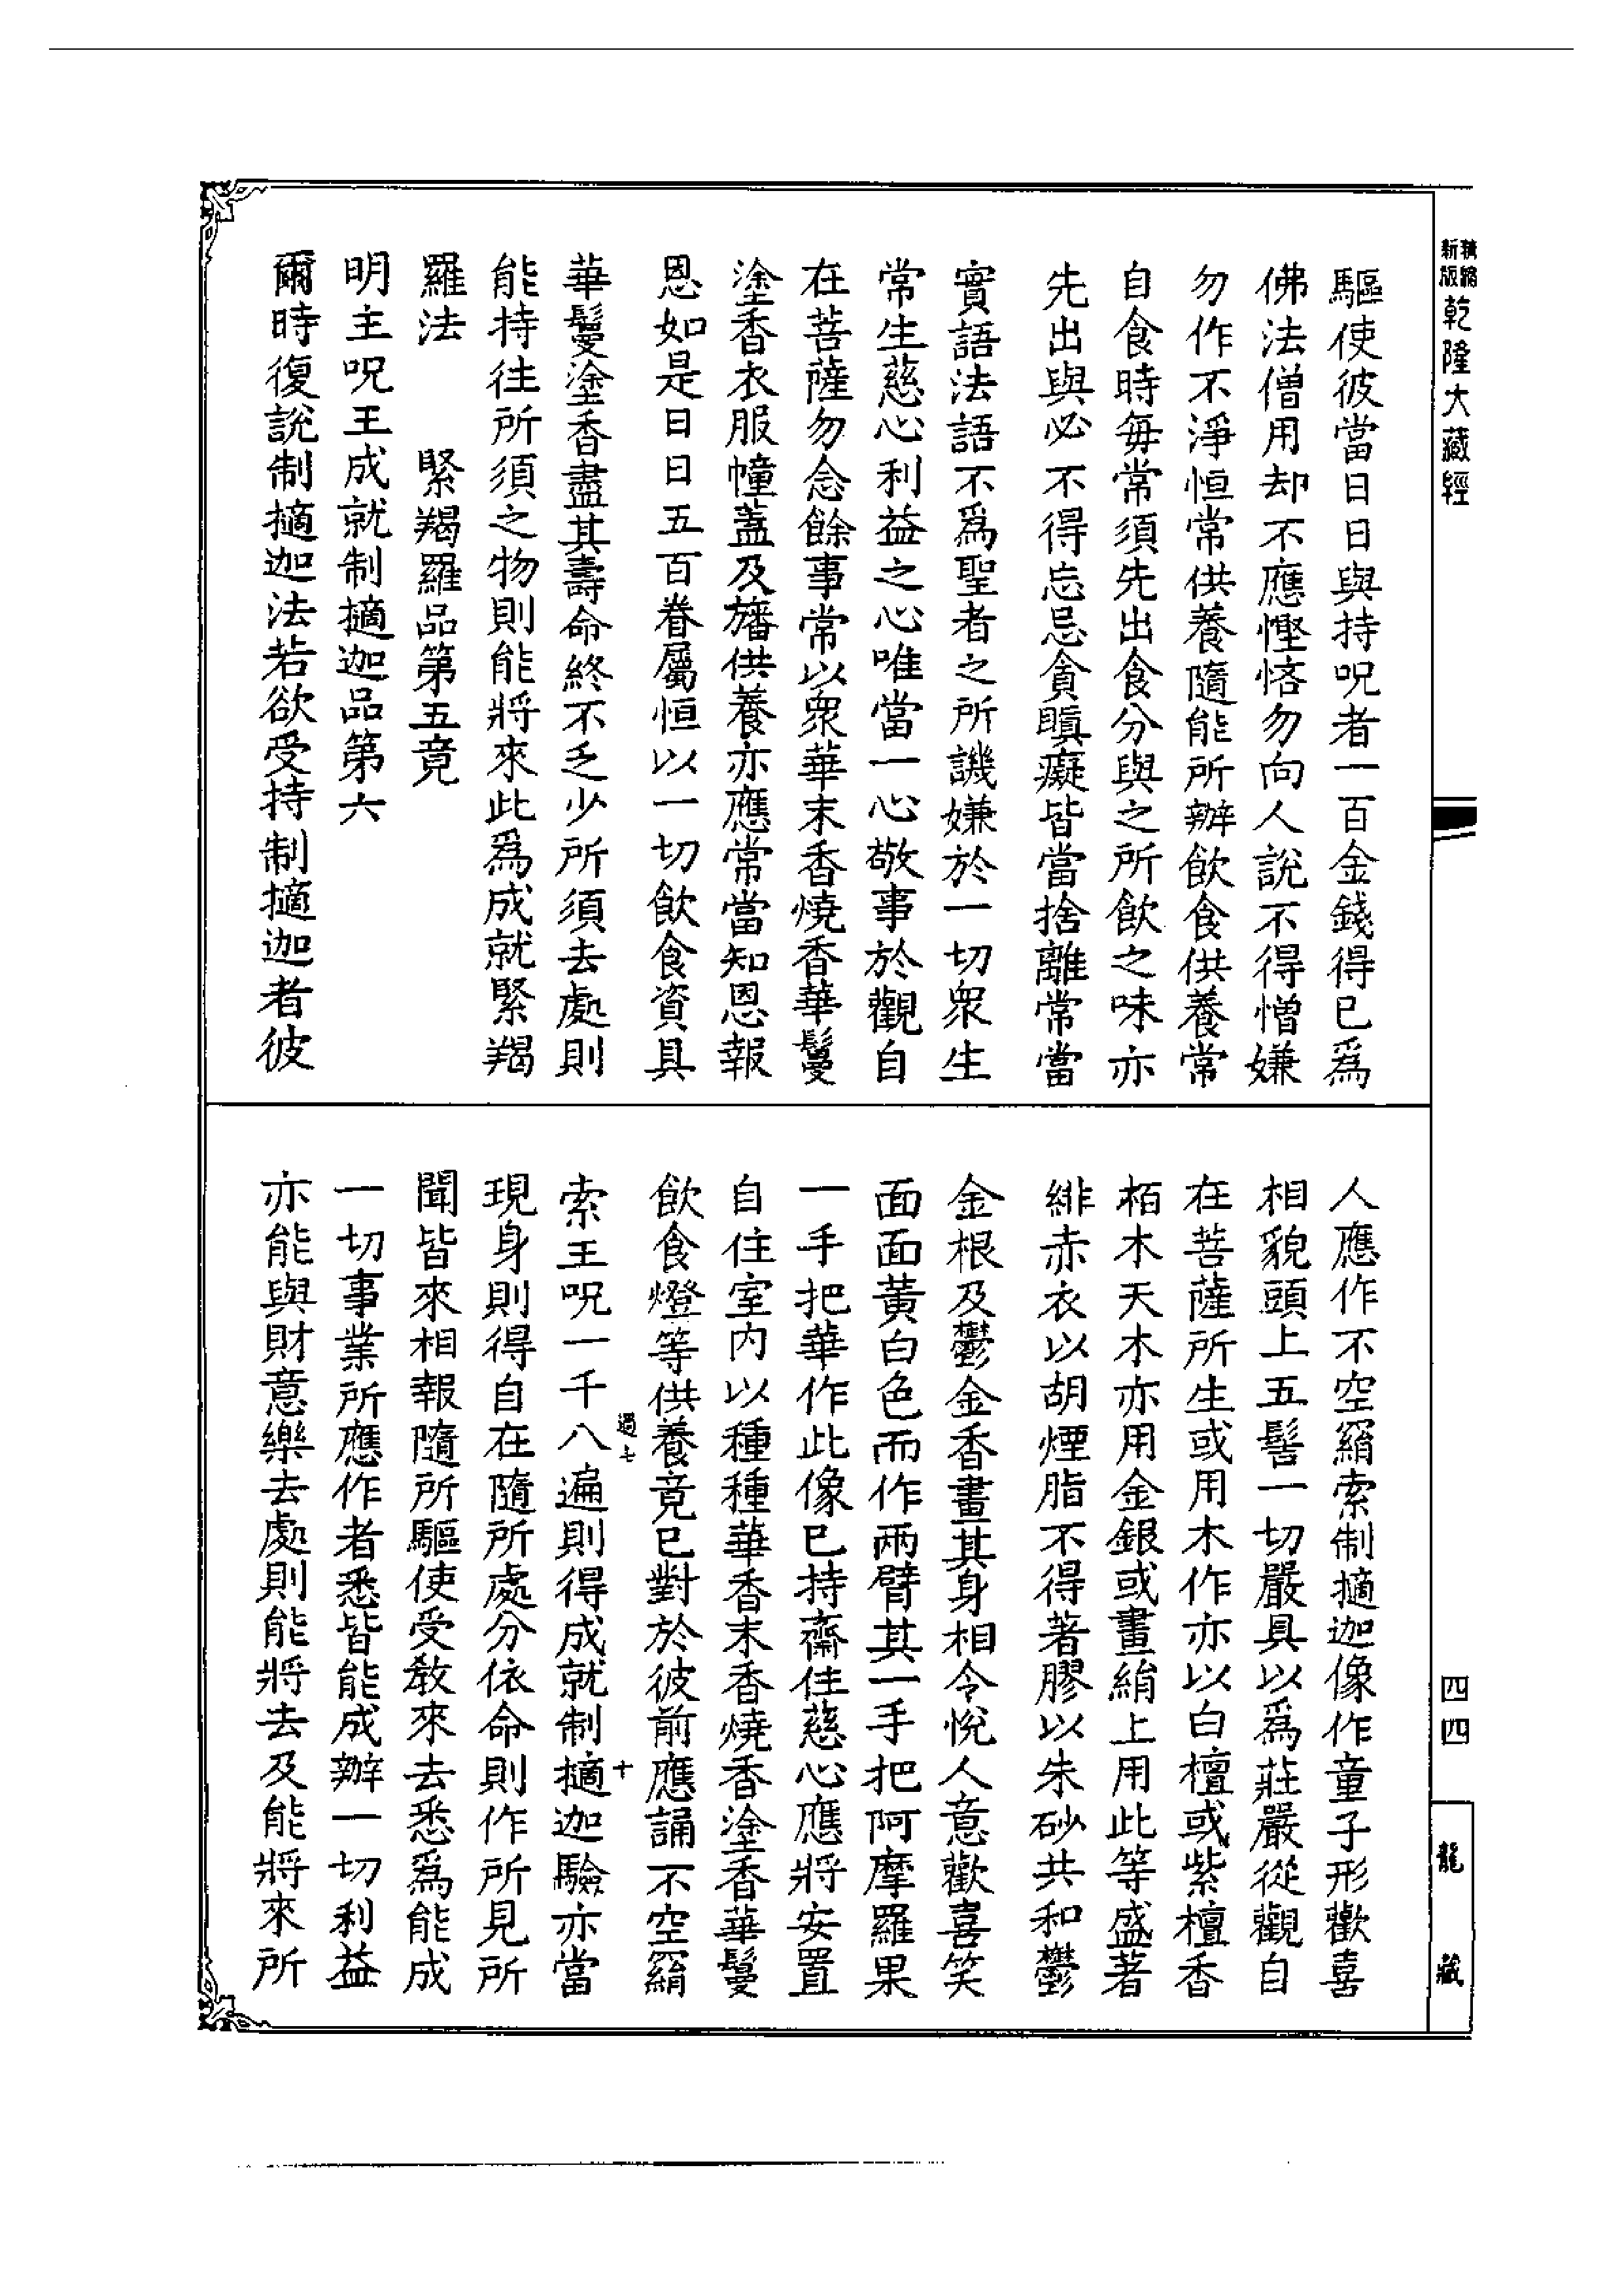 精縮新版乾隆大藏經
驅使彼當日日與持呪者一百金錢得已爲
佛法僧用却不應慳悋勿向人說不得憎嫌
勿作不淨恒常供養隨能所辦飲食供養常
自食時每常須先出食分與之所飲之味亦
先出與必不得忘忌貪瞋癡皆當捨離常當
實語法語不爲聖者之所譏嫌於一切衆生
常生慈心利益之心唯當一心敬事於觀自
在菩薩勿念餘事常以衆華末香燒香華鬘
塗香衣服幢蓋及旛供養亦應常當知恩報
恩如是日日五百眷屬恒以一切飲食資具
華鬘塗香盡其壽命終不乏少所須去處則
能持往所須之物則能將來此爲成就緊羯
羅法　緊羯羅品第五竟
明主呪王成就制擿迦品第六
爾時復說制擿迦法若欲受持制擿迦者彼
人應作不空羂索制擿迦像作童子形歡喜
相貌頭上五髻一切嚴具以爲莊嚴從觀自
在菩薩所生或用木作亦以白檀或紫檀香
栢木天木亦用金銀或畫絹上用此等盛著
緋赤衣以胡煙脂不得著膠以朱砂共和鬱
金根及鬱金香畫其身相令悅人意歡喜笑
面面黃白色而作兩臂其一手把阿摩羅果
一手把華作此像已持齋住慈心應將安置
自住室內以種種華香末香燒香塗香華鬘
飲食燈等供養竟已對於彼前應誦不空羂
索王呪一千八遍則得成就制擿迦驗亦當
現身則得自在隨所處分依命則作所見所
聞皆來相報隨所驅使受教來去悉爲能成
一切事業所應作者悉皆能成辦一切利益
亦能與財意樂去處則能將去及能將來所
四四
龍藏